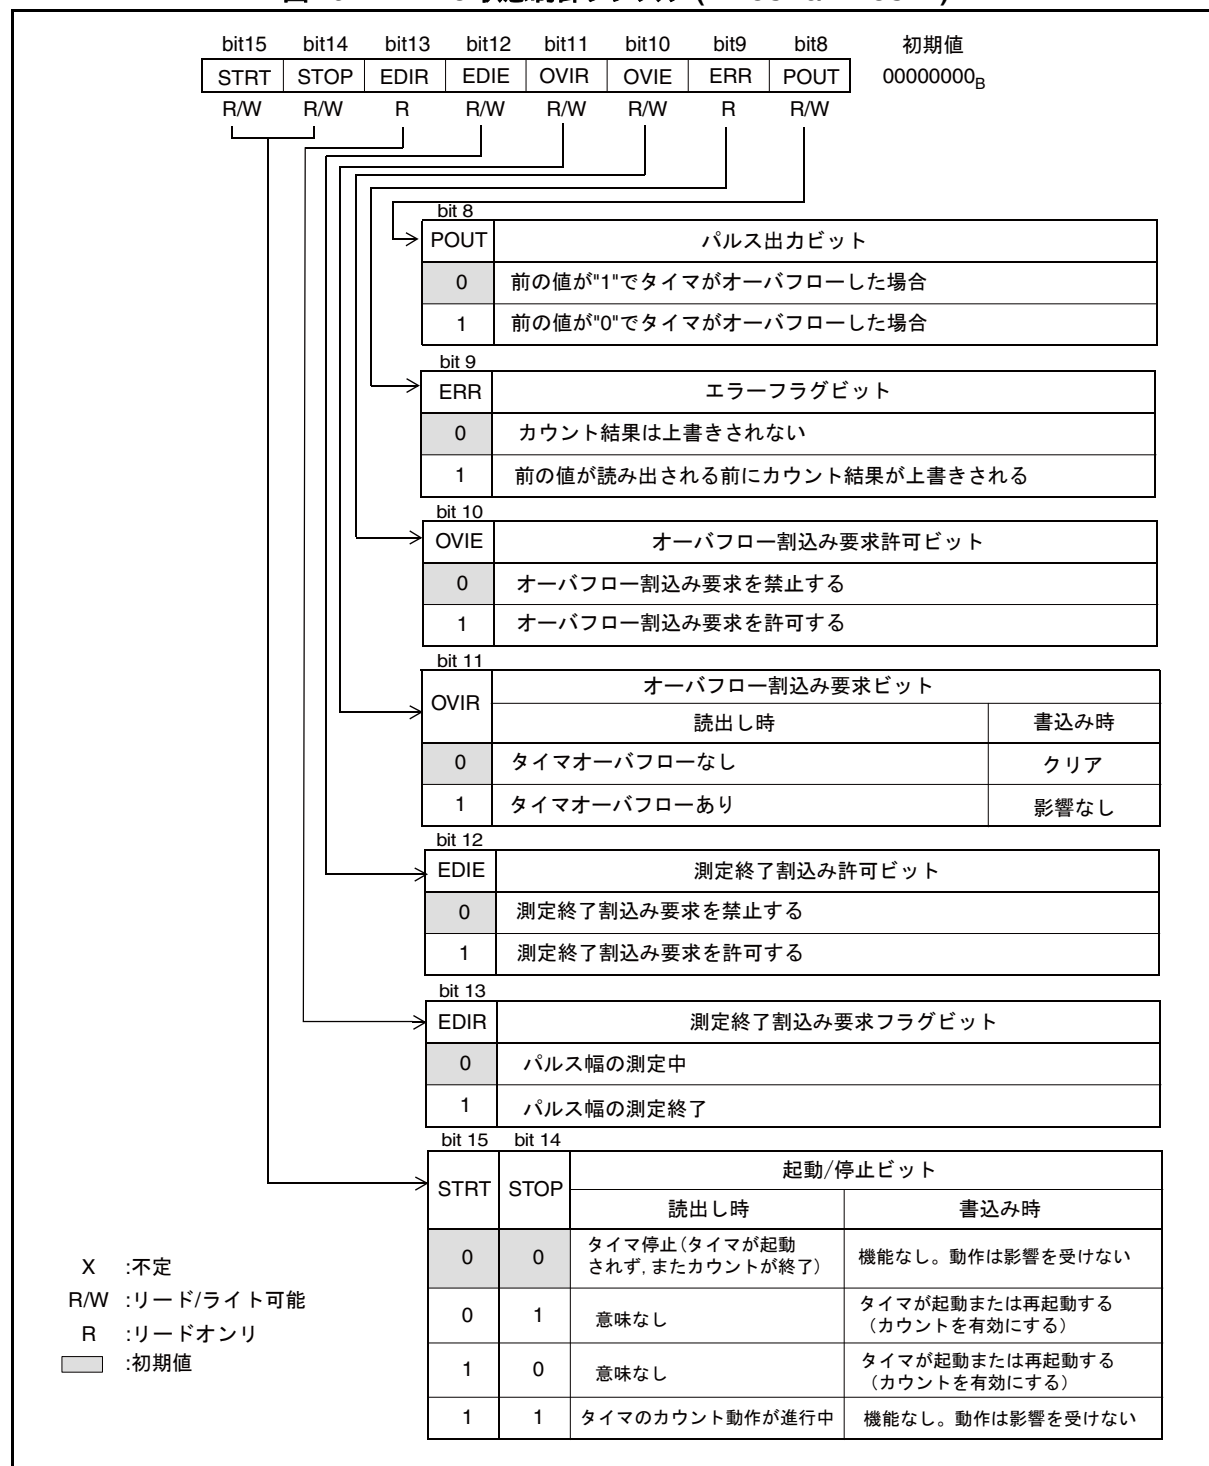 bit15 bit14 bit13 bit12 bit11 bit10 bit9 bit8 初期値
STRT STOP EDIR EDIE OVIR OVIE ERR POUT 00000000B
R/W R/W R R/W R/W R/W R R/W
bit 8
POUT パルス出力ビット
0 前の値が"1"でタイマがオーバフローした場合
1 前の値が"0"でタイマがオーバフローした場合
bit 9
ERR エラーフラグビット
0 カウント結果は上書きされない
1 前の値が読み出される前にカウント結果が上書きされる
bit 10
OVIE オーバフロー割込み要求許可ビット
0 オーバフロー割込み要求を禁止する
1 オーバフロー割込み要求を許可する
bit 11
OVIR オーバフロー割込み要求ビット
読出し時 書込み時
0 タイマオーバフローなし クリア
1 タイマオーバフローあり 影響なし
bit 12
EDIE 測定終了割込み許可ビット
0 測定終了割込み要求を禁止する
1 測定終了割込み要求を許可する
bit 13
EDIR 測定終了割込み要求フラグビット
0 パルス幅の測定中
1 パルス幅の測定終了
bit 15 bit 14
STRT STOP 起動/停止ビット
読出し時 書込み時
0 0 タイマ停止(タイマが起動
されず, またカウントが終了) 機能なし。動作は影響を受けない
0 1 意味なし タイマが起動または再起動する
(カウントを有効にする)
1 0 意味なし タイマが起動または再起動する
(カウントを有効にする)
1 1 タイマのカウント動作が進行中 機能なし。動作は影響を受けない
X :不定
R/W :リード/ライト可能
R :リードオンリ
:初期値